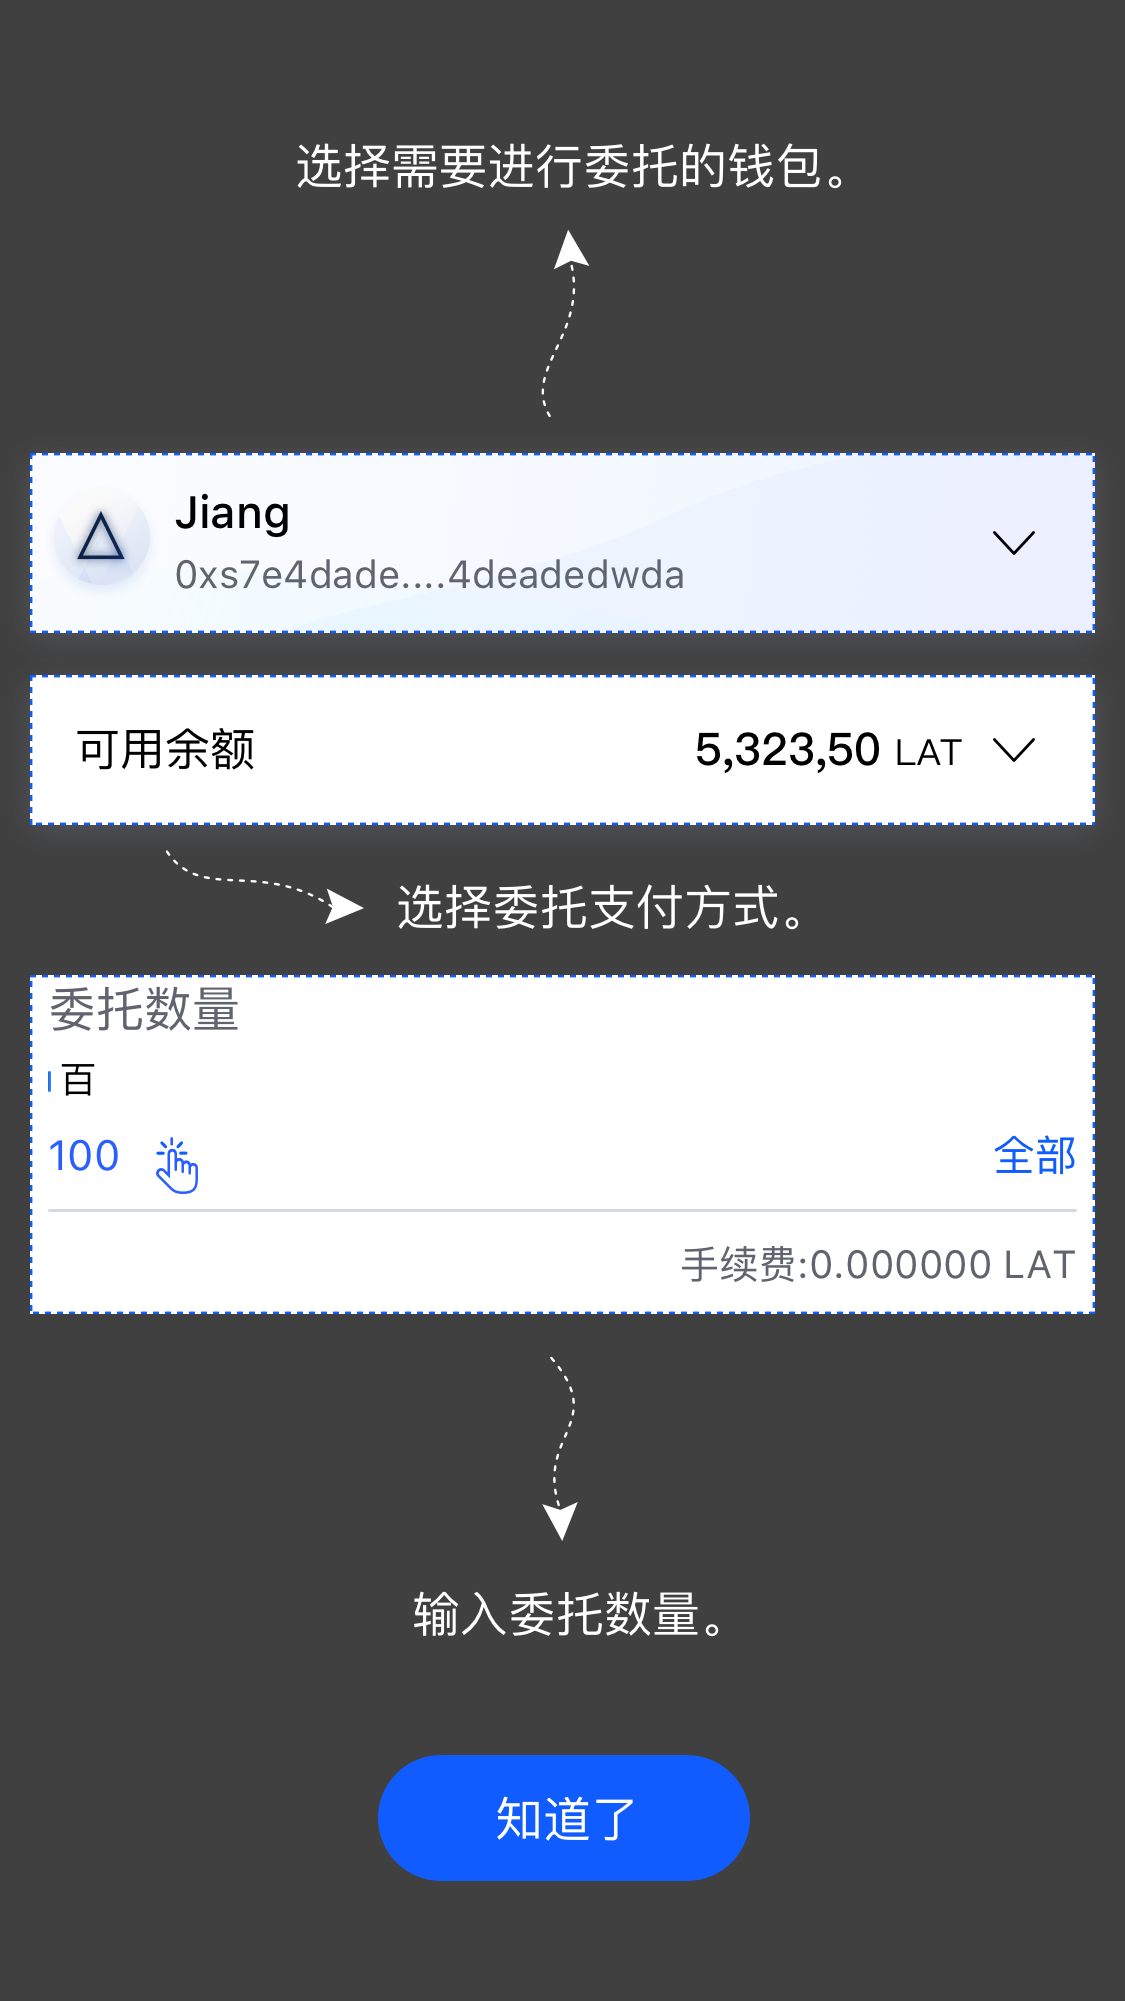 选择需要进行委托的钱包。
Jiang
0xs7e4dade....4deadedwda
可用余额 5,323,50 LAT
选择委托支付方式。
委托数量
百
100 全部
手续费:0.000000 LAT
输入委托数量。
知道了